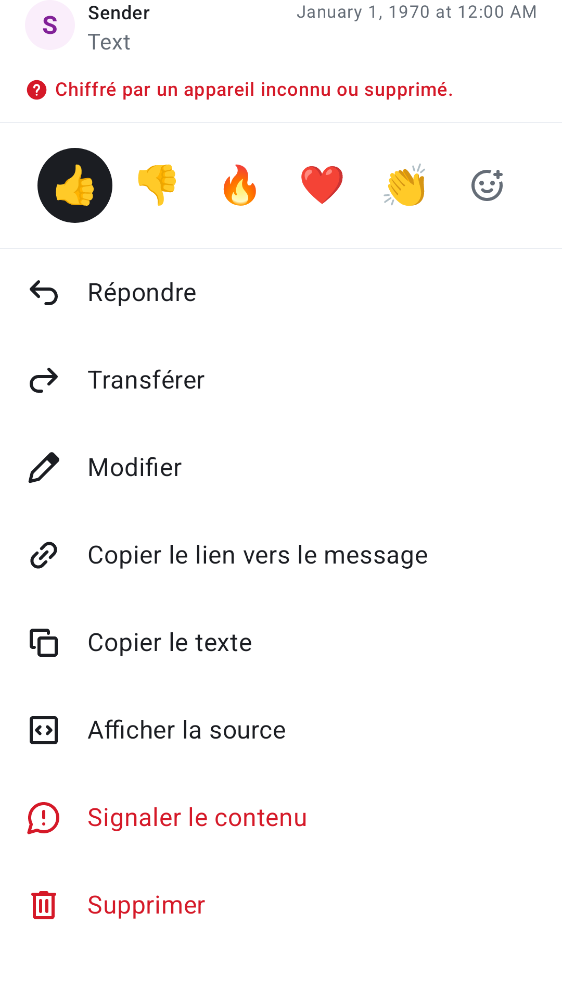 S
Sender
January 1, 1970 at 12:00 AM
Text
Chiffré par un appareil inconnu ou supprimé.
Répondre
Transférer
Modifier
Copier le lien vers le message
Copier le texte
Afficher la source
Signaler le contenu
Supprimer